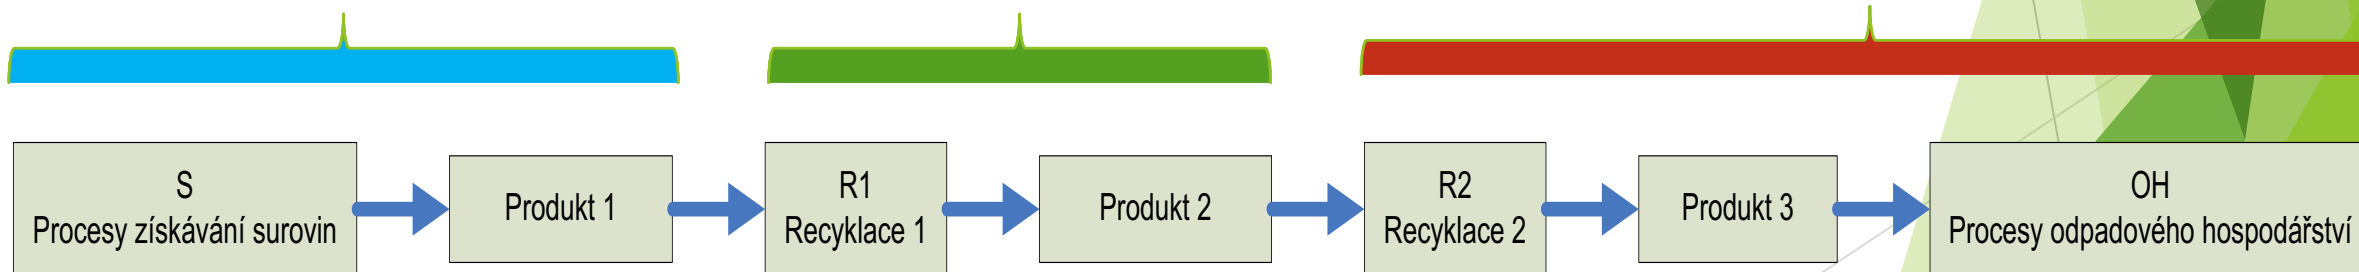 S
Procesy získávání surovin
Produkt 1
R1
Recyklace 1
Produkt 2
R2
Recyklace 2
Produkt 3
OH
Procesy odpadového hospodářství